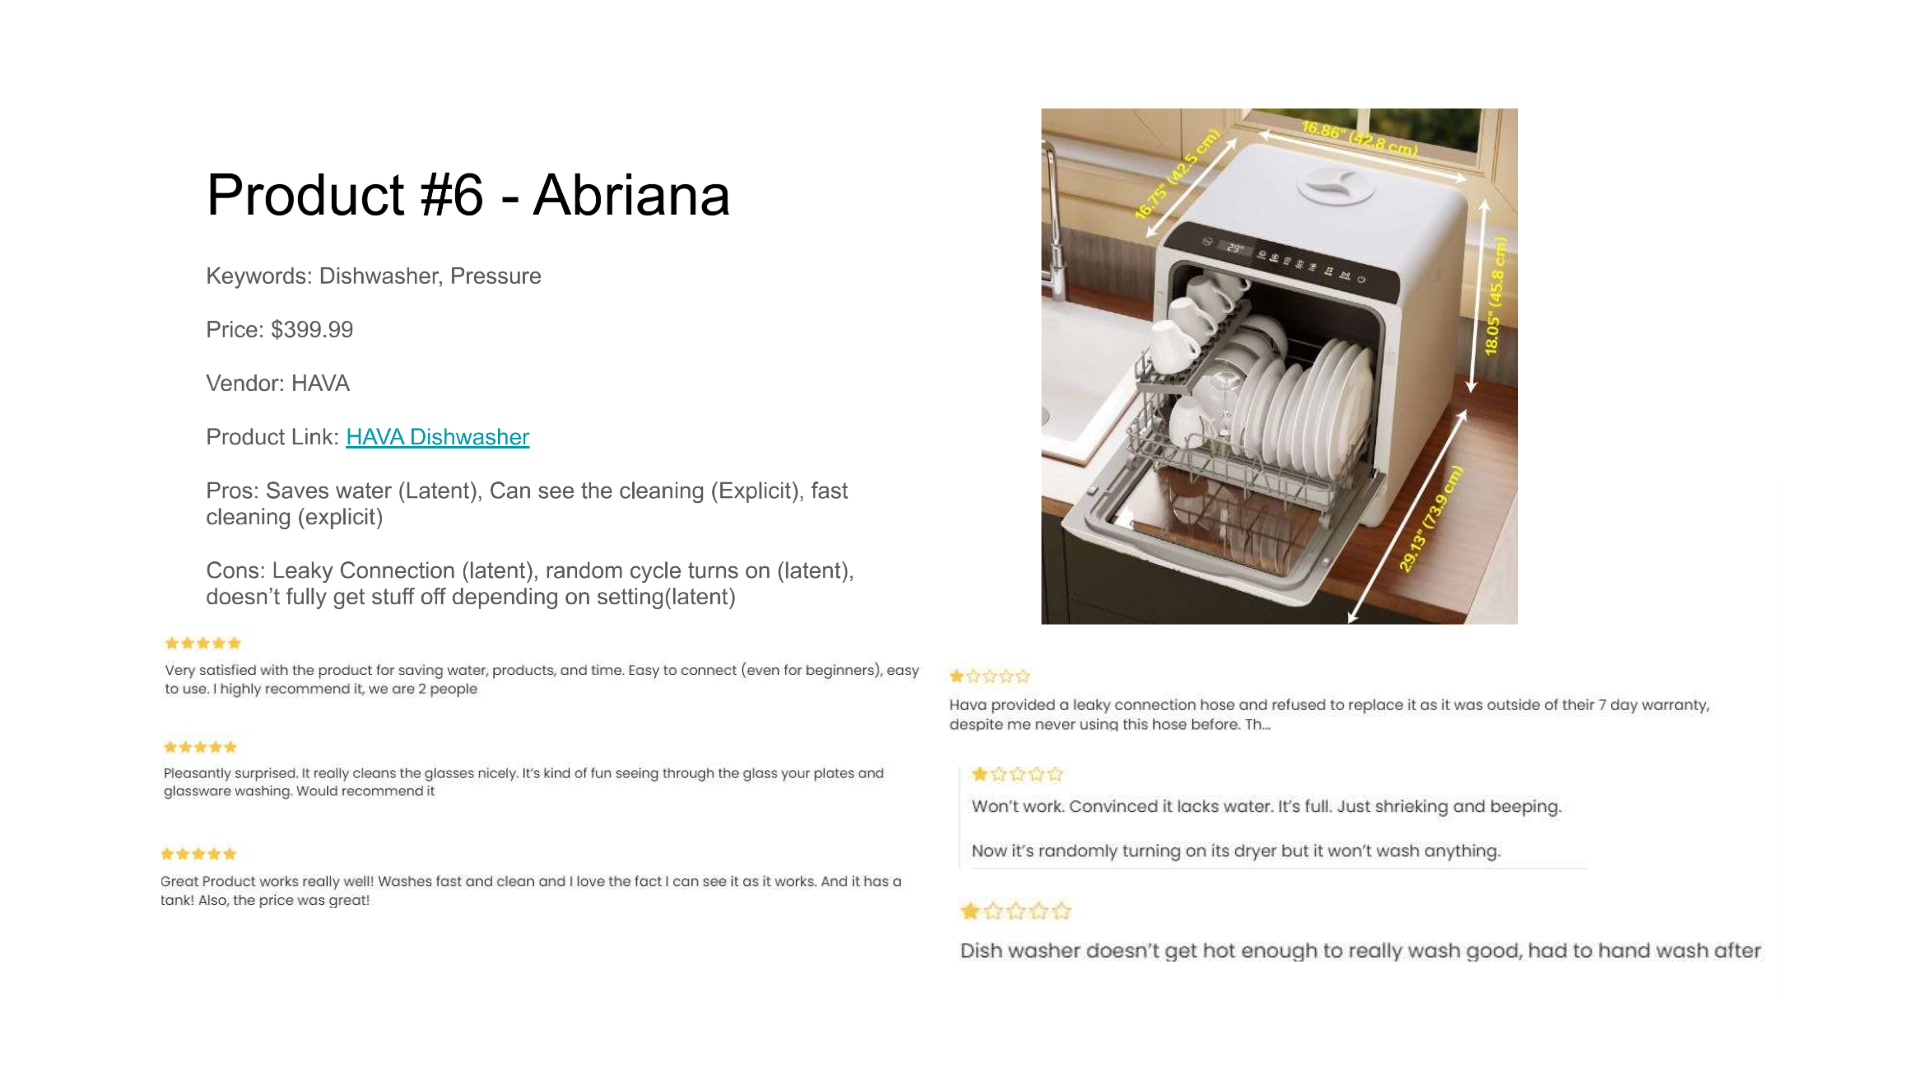 Product #6 - Abriana
Keywords: Dishwasher, Pressure
Price: $399.99
Vendor: HAVA
Product Link: HAVA Dishwasher
Pros: Saves water (Latent), Can see the cleaning (Explicit), fast
cleaning (explicit)
Cons: Leaky Connection (latent), random cycle turns on (latent),
doesn’t fully get stuff off depending on setting(latent)
16.75" (42.5 cm)
16.86" (42.8 cm)
18.05" (45.8 cm)
29.13" (73.9 cm)
Very satisfied with the product for saving water, products, and time. Easy to connect (even for beginners), easy
to use. I highly recommend it, we are 2 people
Pleasantly surprised. It really cleans the glasses nicely. It's kind of fun seeing through the glass your plates and
glassware washing. Would recommend it
Great Product works really well! Washes fast and clean and I love the fact I can see it as it works. And it has a
tank! Also, the price was great!
Hava provided a leaky connection hose and refused to replace it as it was outside of their 7 day warranty,
despite me never using this hose before. Th...
Won't work. Convinced it lacks water. It's full. Just shrieking and beeping.
Now it's randomly turning on its dryer but it won't wash anything.
Dish washer doesn't get hot enough to really wash good, had to hand wash after